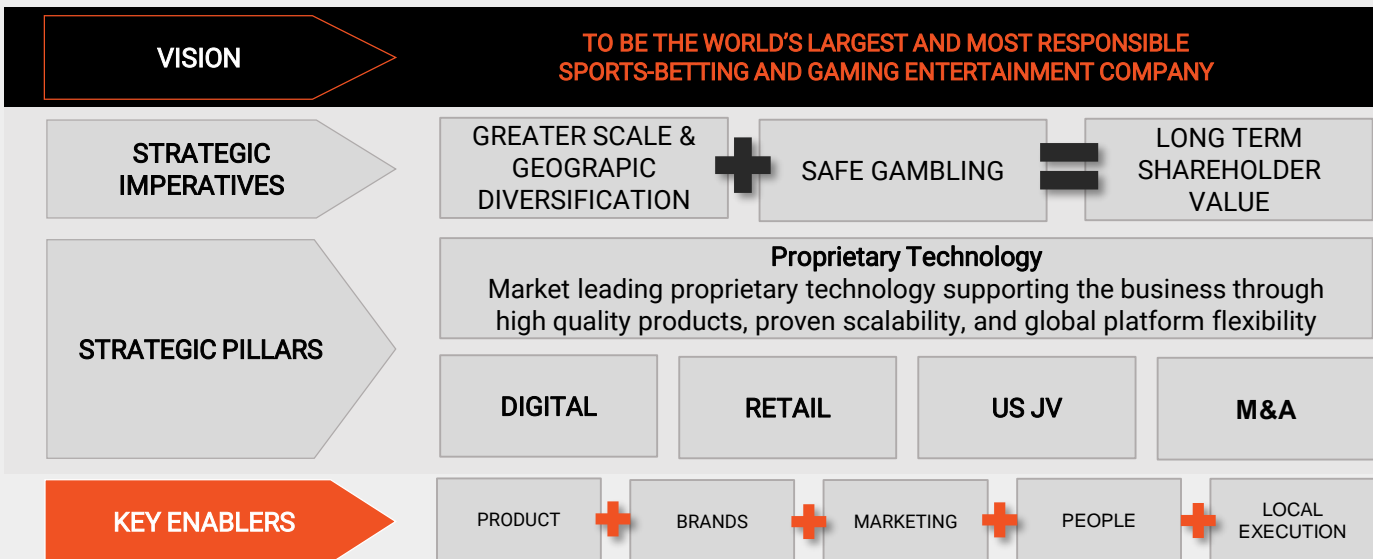 VISION
TO BE THE WORLD'S LARGEST AND MOST RESPONSIBLE
SPORTS-BETTING AND GAMING ENTERTAINMENT COMPANY
STRATEGIC
IMPERATIVES
GREATER SCALE &
GEOGRAPIC
DIVERSIFICATION
SAFE GAMBLING
LONG TERM
SHAREHOLDER
VALUE
STRATEGIC PILLARS
Proprietary Technology
Market leading proprietary technology supporting the business through
high quality products, proven scalability, and global platform flexibility
DIGITAL
RETAIL
US JV
M&A
KEY ENABLERS
PRODUCT
BRANDS
MARKETING
PEOPLE
LOCAL
EXECUTION